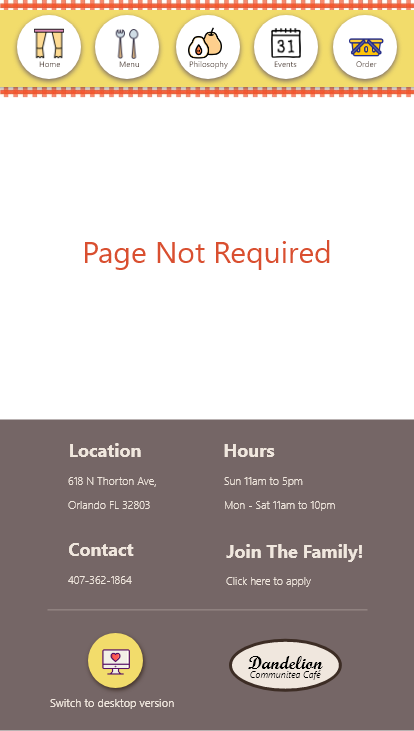 31
Home
Menu
Philosophy
Events
Order
Page Not Required
Location
618 N Thorton Ave,
Orlando FL 32803
Hours
Sun 11am to 5pm
Mon - Sat 11am to 10pm
Contact
407-362-1864
Join The Family!
Click here to apply
Switch to desktop version
Dandelion
Communitea Café